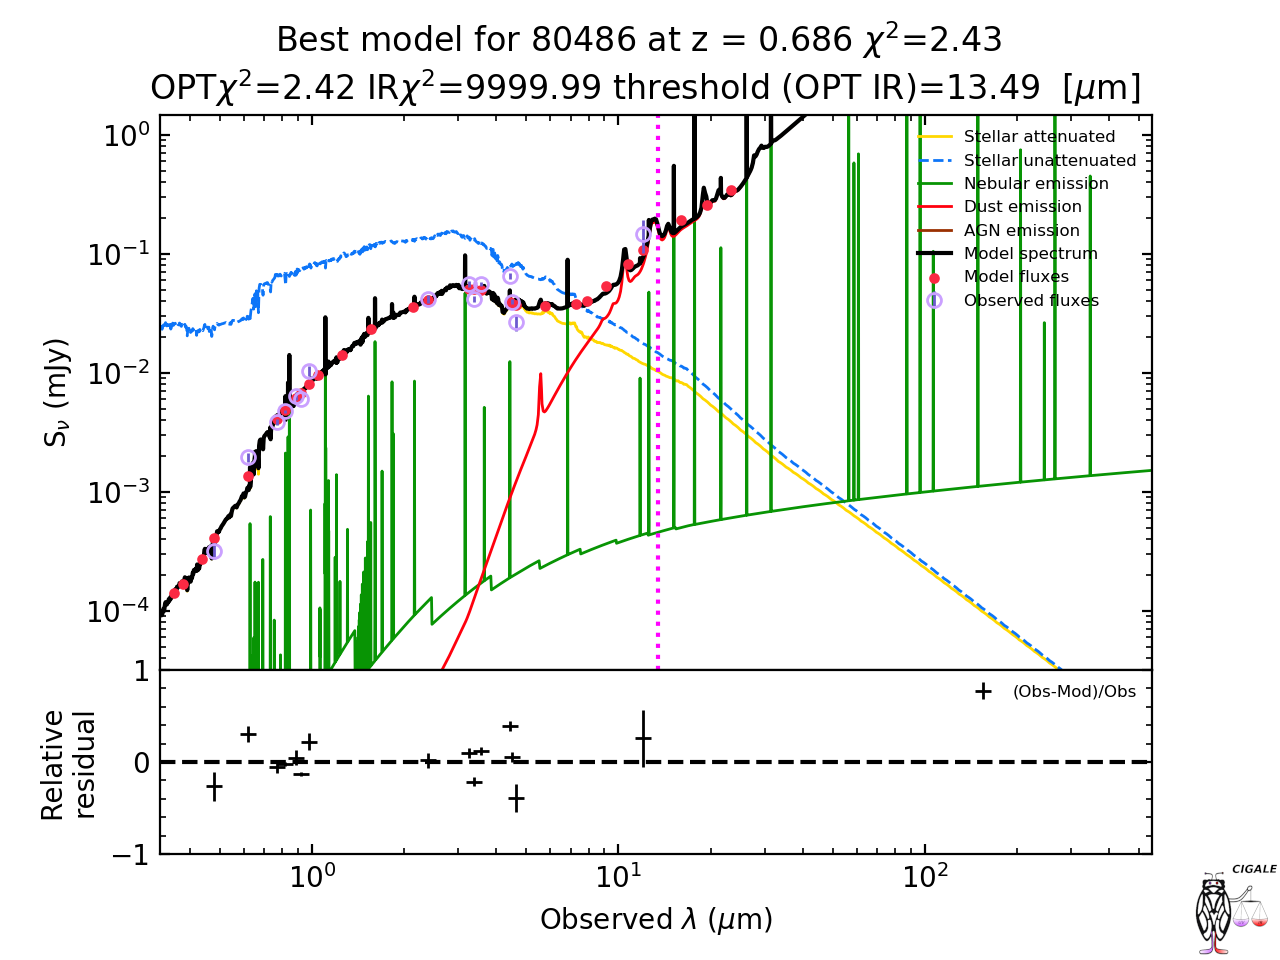 Best model for 80486 at z = 0.686 χ²=2.43
OPTχ²=2.42 IRχ²=9999.99 threshold (OPT IR)=13.49 [μm]
10⁰
10⁻¹
10⁻²
10⁻³
10⁻⁴
S_ν (mJy)
Stellar attenuated
Stellar unattenuated
Nebular emission
Dust emission
AGN emission
Model spectrum
Model fluxes
Observed fluxes
1
0
−1
Relative
residual
(Obs-Mod)/Obs
10⁰ 10¹ 10²
Observed λ (μm)
CIGALE